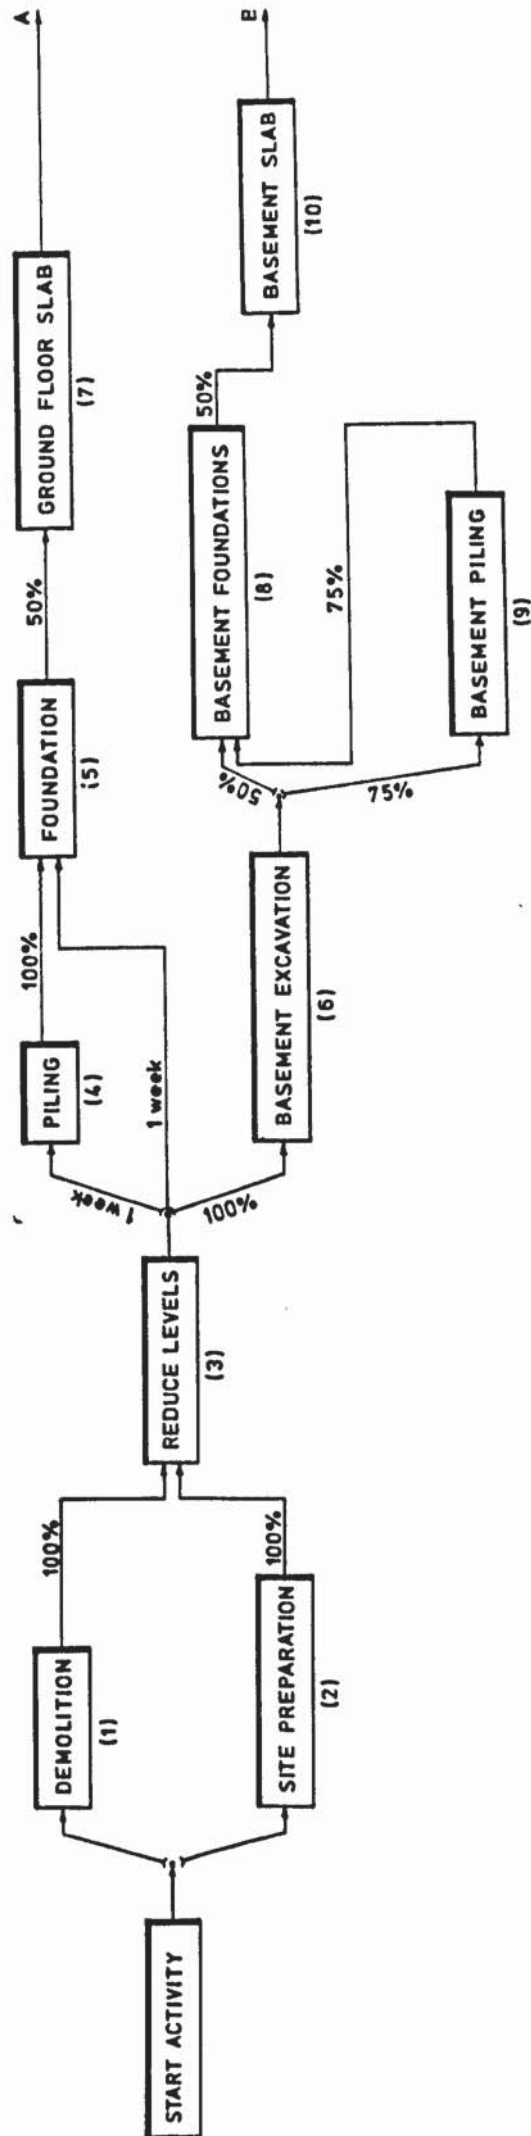 START ACTIVITY
DEMOLITION
(1)
100%
SITE PREPARATION
(2)
100%
REDUCE LEVELS
(3)
1 week
1 week
100%
PILING
(4)
100%
FOUNDATION
(5)
50%
GROUND FLOOR SLAB
(7)
A
BASEMENT EXCAVATION
(6)
50%
75%
BASEMENT FOUNDATIONS
(8)
50%
75%
BASEMENT PILING
(9)
BASEMENT SLAB
(10)
B